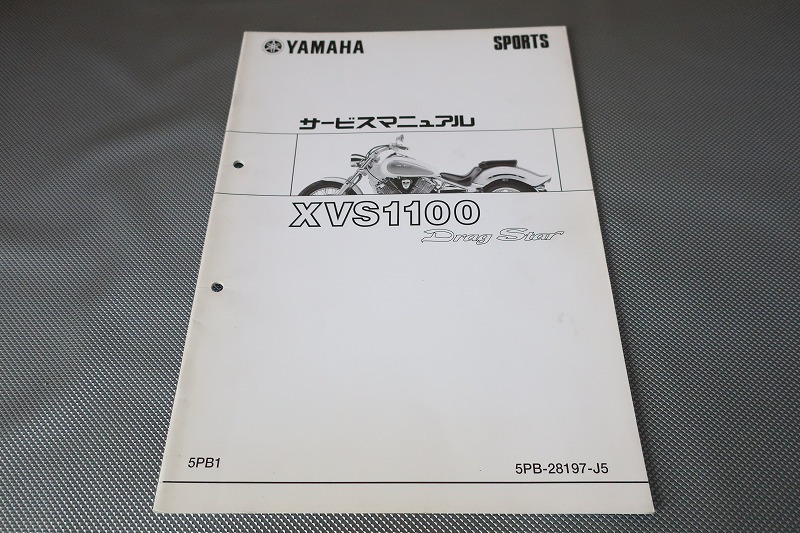 YAMAHA SPORTS
サービスマニュアル
XVS1100
Drag Star
5PB1 5PB-28197-J5